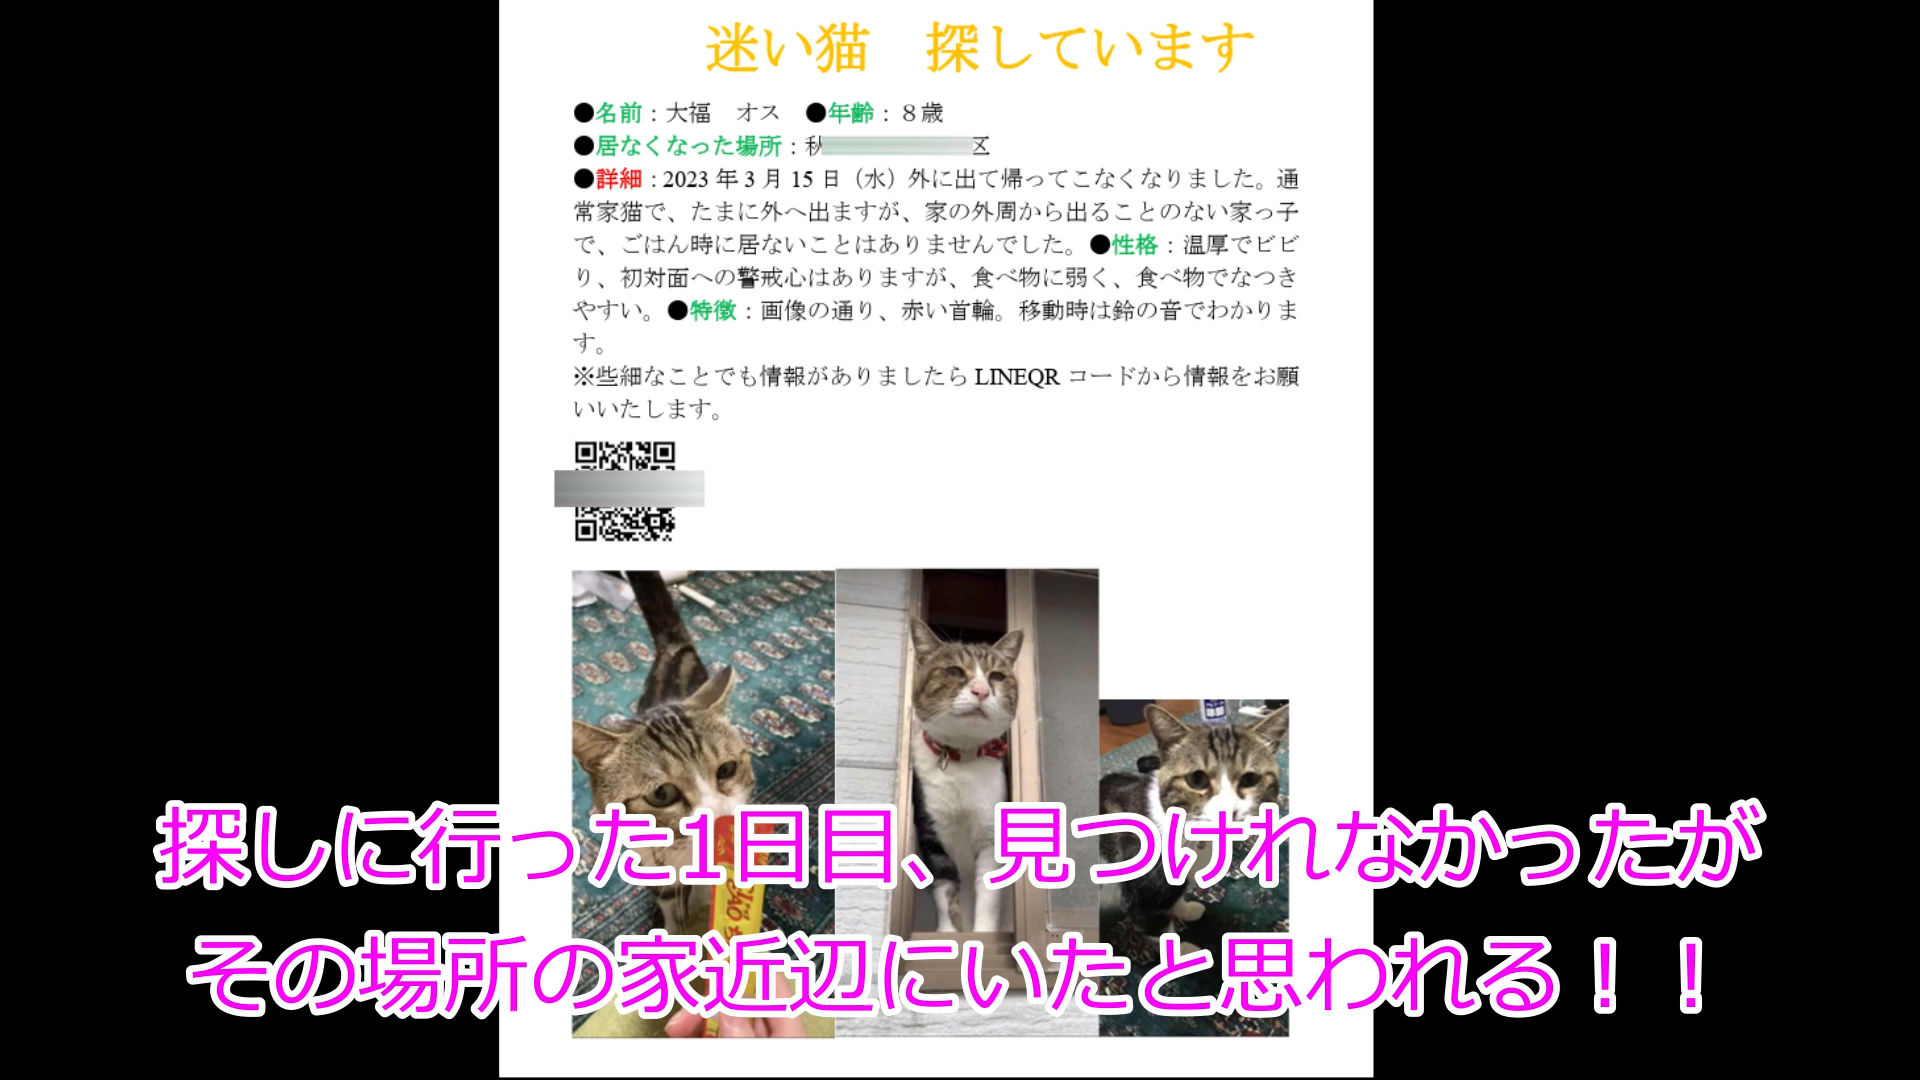 迷い猫　探しています
●名前：大福　オス　●年齢：８歳
●居なくなった場所：秋 区
●詳細：2023 年 3 月 15 日（水）外に出て帰ってこなくなりました。通
常家猫で、たまに外へ出ますが、家の外周から出ることのない家っ子
で、ごはん時に居ないことはありませんでした。●性格：温厚でビビ
り、初対面への警戒心はありますが、食べ物に弱く、食べ物でなつき
やすい。●特徴：画像の通り、赤い首輪。移動時は鈴の音でわかりま
す。
※些細なことでも情報がありましたら LINEQR コードから情報をお願
いいたします。
探しに行った1日目、見つけれなかったが
その場所の家近辺にいたと思われる！！